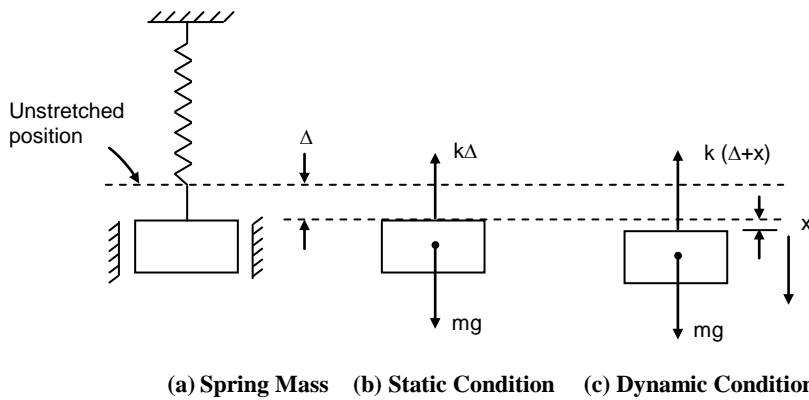 Unstretched
position
Δ
kΔ
k (Δ+x)
x
mg
mg
(a) Spring Mass (b) Static Condition (c) Dynamic Condition